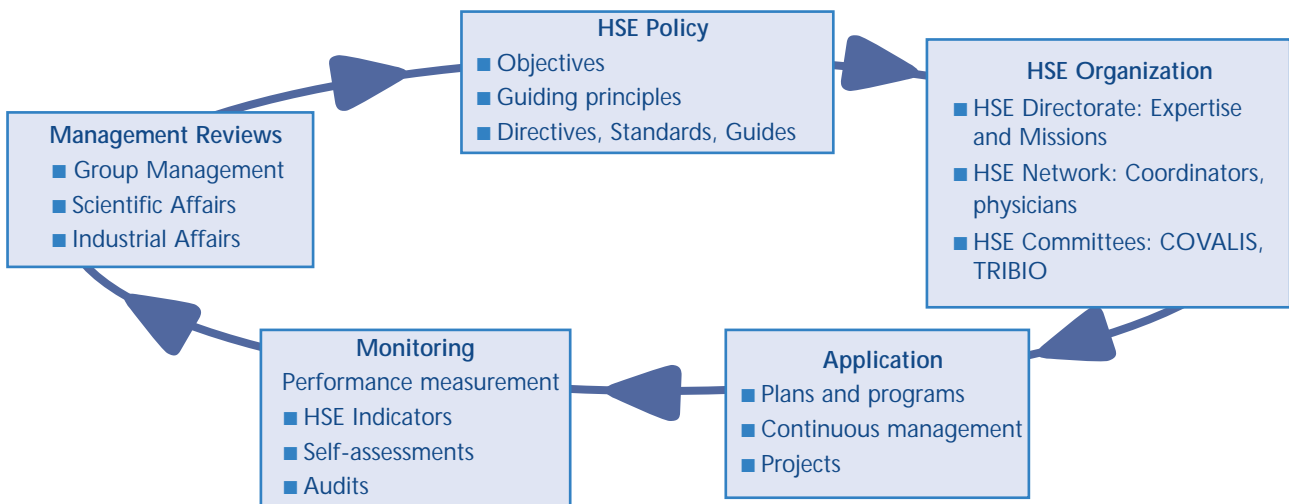 HSE Policy
■ Objectives
■ Guiding principles
■ Directives, Standards, Guides
HSE Organization
■ HSE Directorate: Expertise
and Missions
■ HSE Network: Coordinators,
physicians
■ HSE Committees: COVALIS,
TRIBIO
Application
■ Plans and programs
■ Continuous management
■ Projects
Monitoring
Performance measurement
■ HSE Indicators
■ Self-assessments
■ Audits
Management Reviews
■ Group Management
■ Scientific Affairs
■ Industrial Affairs